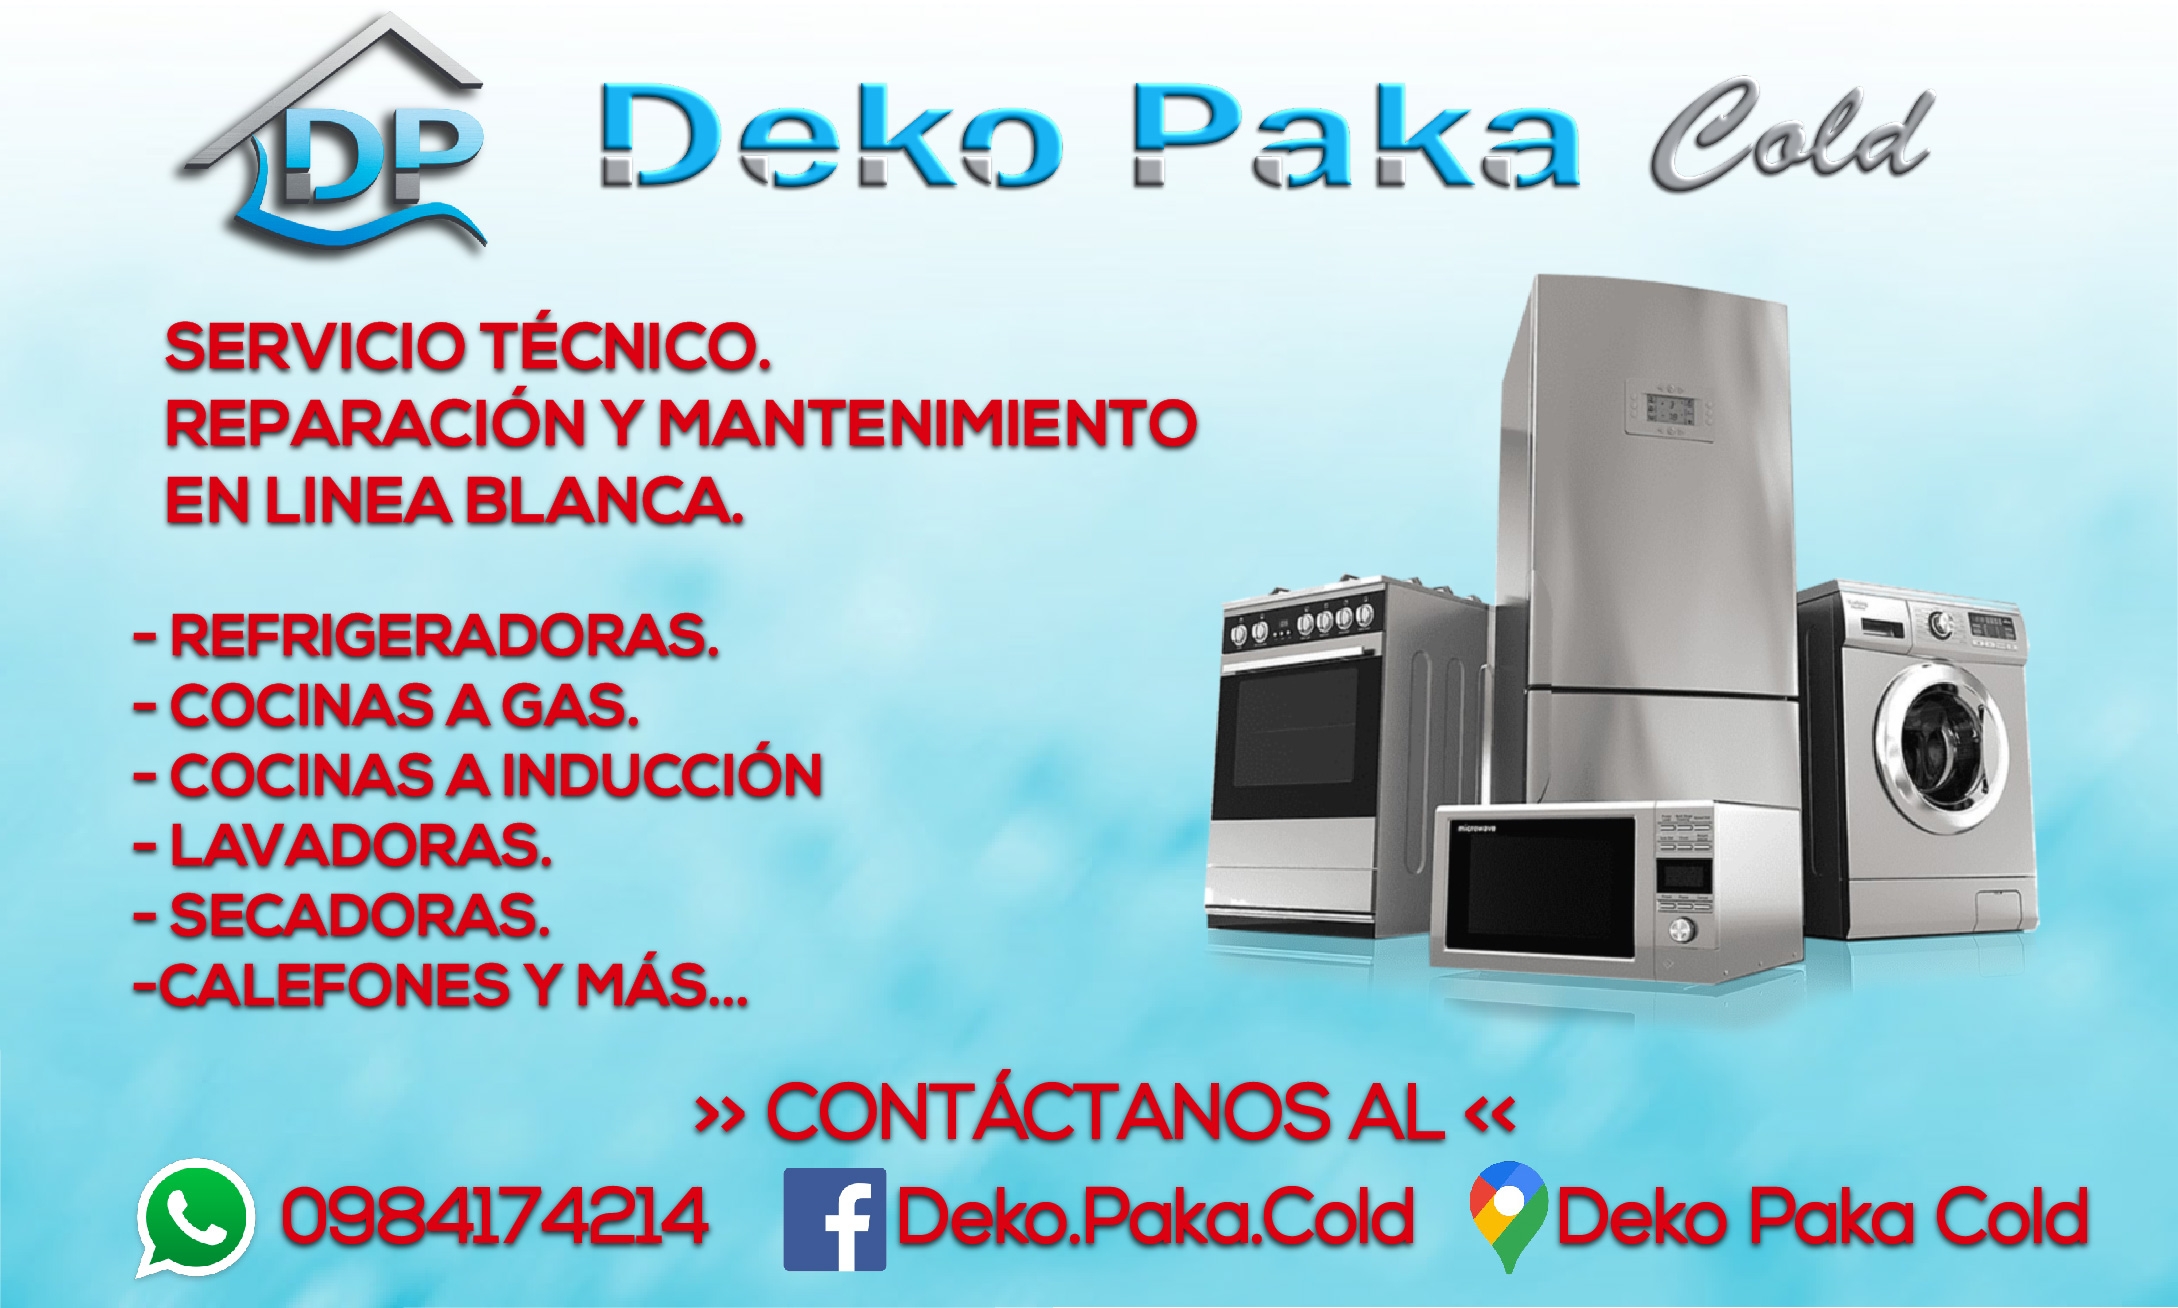 DP
Deko Paka Cold
SERVICIO TÉCNICO.
REPARACIÓN Y MANTENIMIENTO
EN LINEA BLANCA.
- REFRIGERADORAS.
- COCINAS A GAS.
- COCINAS A INDUCCIÓN
- LAVADORAS.
- SECADORAS.
-CALEFONES Y MÁS...
microwave
>> CONTÁCTANOS AL <<
0984174214
Deko.Paka.Cold
Deko Paka Cold